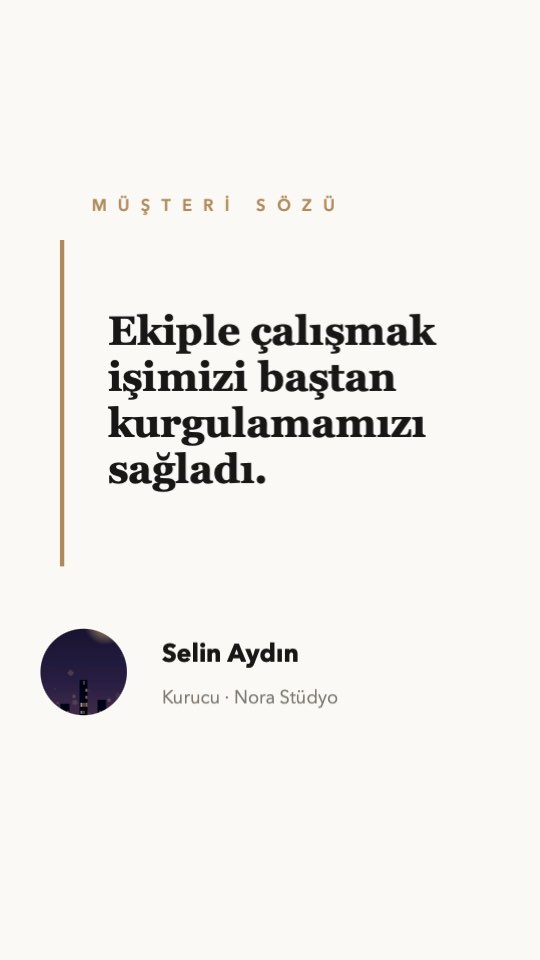 MÜŞTERİ SÖZÜ
Ekiple çalışmak
işimizi baştan
kurgulamamızı
sağladı.
Selin Aydın
Kurucu · Nora Stüdyo